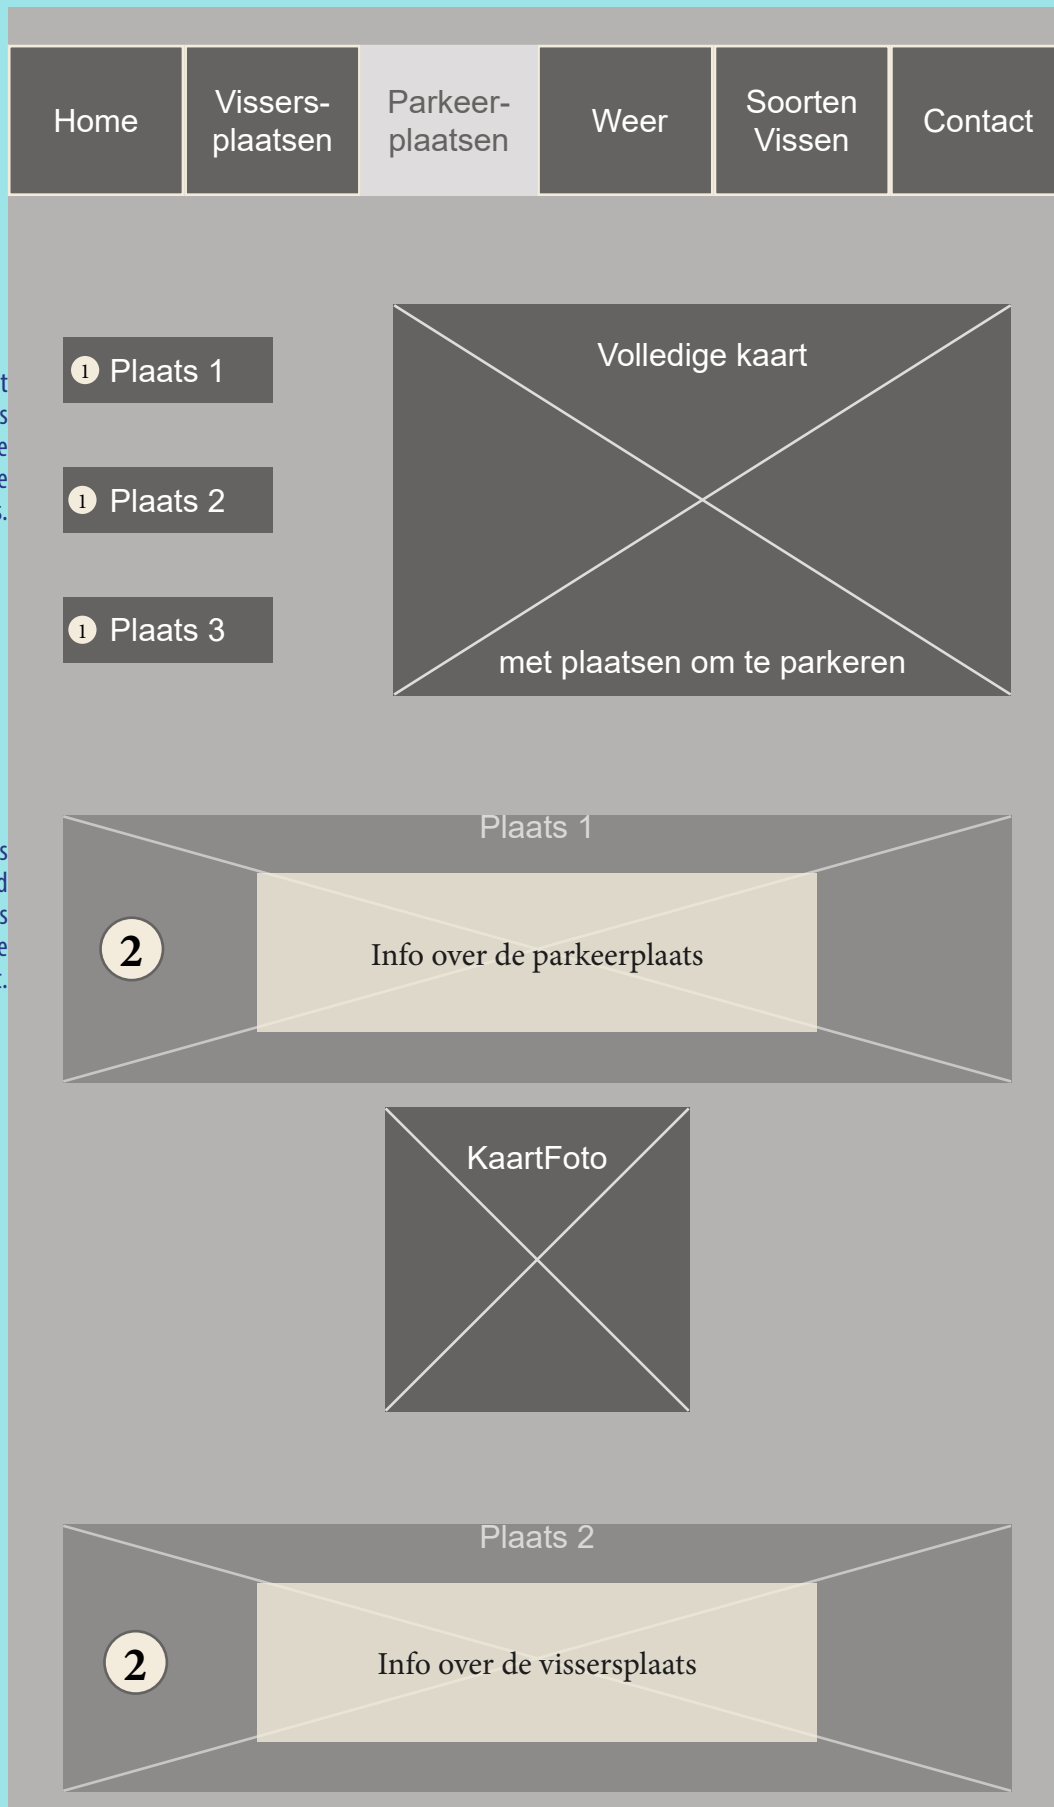 Home
Vissers-
plaatsen
Parkeer-
plaatsen
Weer
Soorten
Vissen
Contact
Volledige kaart
1 Plaats 1
1 Plaats 2
1 Plaats 3
met plaatsen om te parkeren
Plaats 1
2
Info over de parkeerplaats
KaartFoto
Plaats 2
2
Info over de vissersplaats